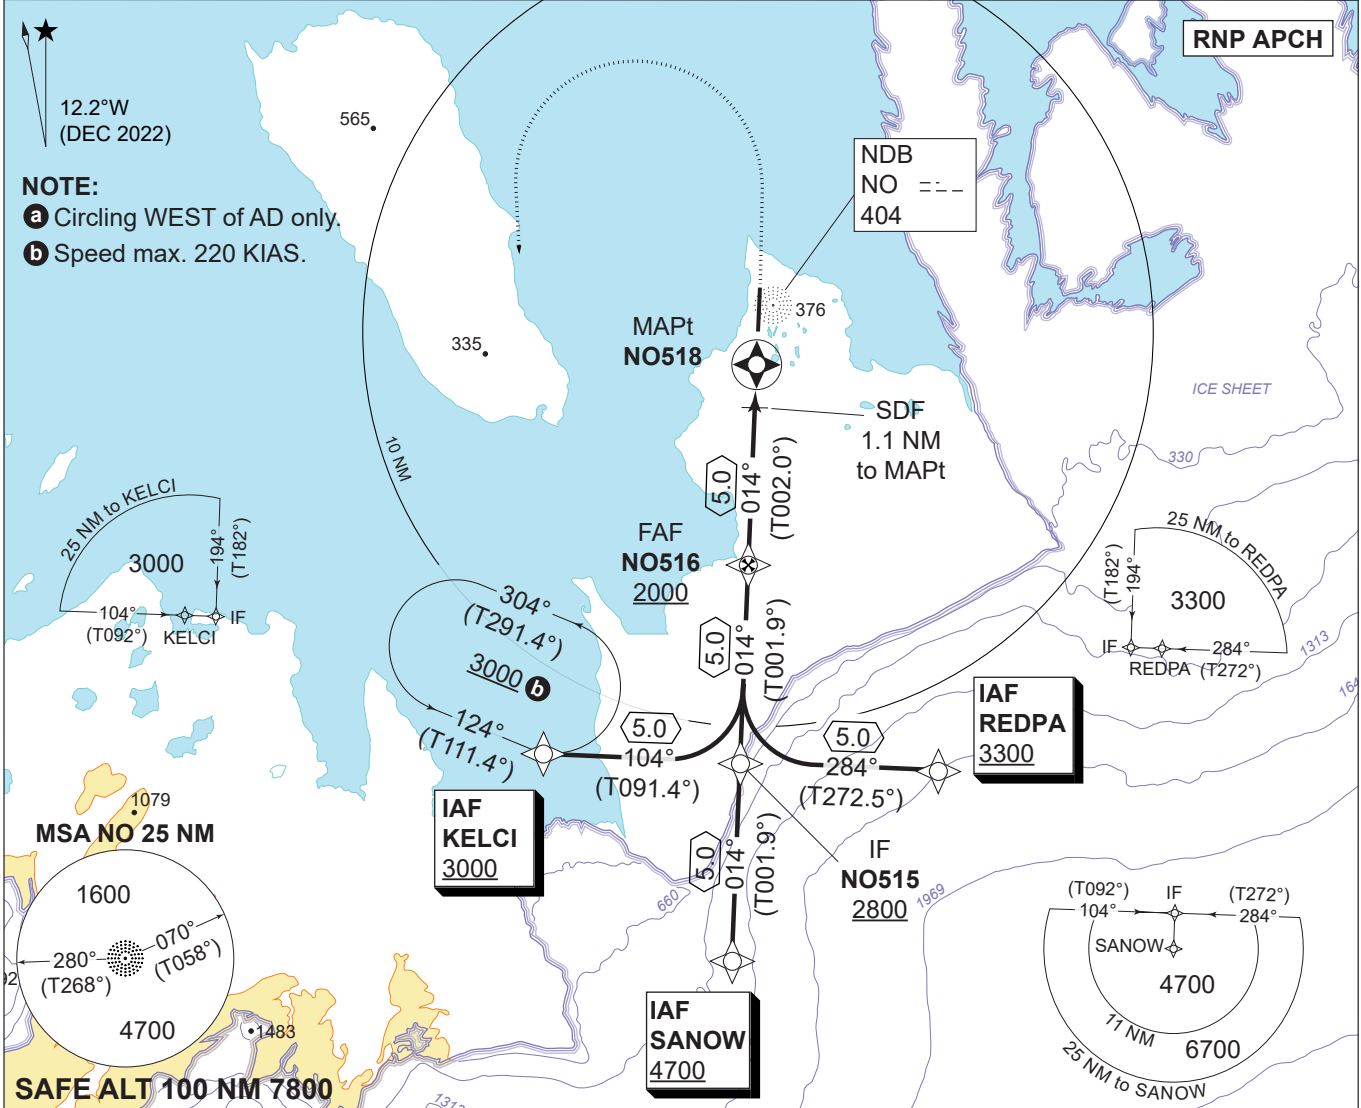 RNP APCH
12.2°W
(DEC 2022)
NOTE:
a Circling WEST of AD only.
b Speed max. 220 KIAS.
565
335
NDB
NO
404
376
MAPt
NO518
ICE SHEET
SDF
1.1 NM
to MAPt
10 NM
330
5.0
014°
(T002.0°)
25 NM to KELCI
3000
194°
(T182°)
104°
(T092°)
KELCI
IF
FAF
NO516
2000
25 NM to REDPA
3300
(T182°)
194°
IF
REDPA
284°
(T272°)
1313
164
304°
(T291.4°)
3000 b
124°
(T111.4°)
5.0
014°
(T001.9°)
5.0
104°
(T091.4°)
5.0
284°
(T272.5°)
IAF
REDPA
3300
IAF
KELCI
3000
1079
MSA NO 25 NM
1600
070°
(T058°)
280°
(T268°)
4700
92
5.0
014°
(T001.9°)
IF
NO515
2800
660
1969
(T092°)
104°
IF
(T272°)
284°
SANOW
4700
11 NM
6700
25 NM to SANOW
IAF
SANOW
4700
1483
SAFE ALT 100 NM 7800
1312